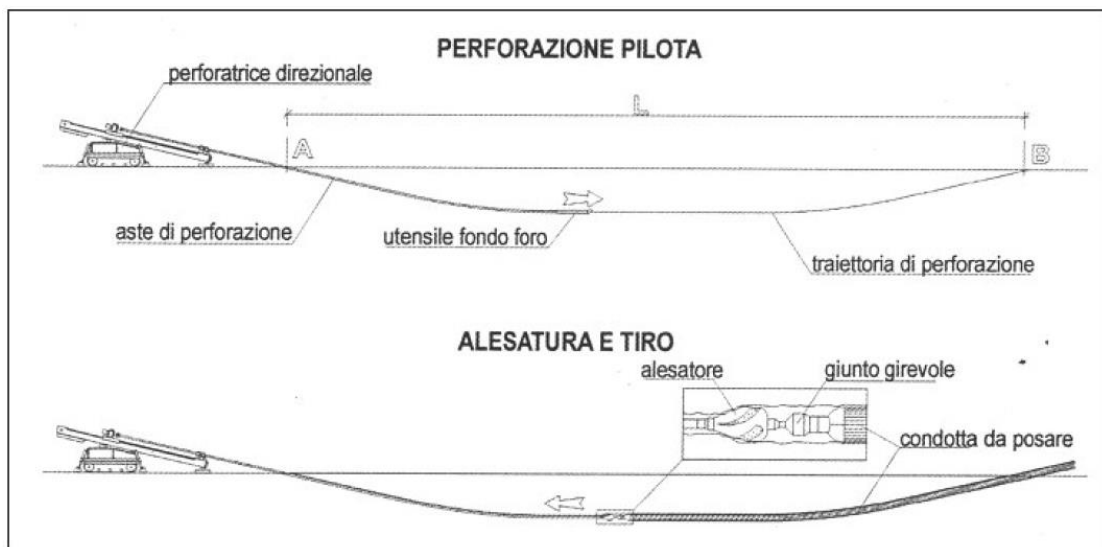 PERFORAZIONE PILOTA
perforatrice direzionale
L
A
B
aste di perforazione
utensile fondo foro
traiettoria di perforazione
ALESATURA E TIRO
alesatore
giunto girevole
condotta da posare